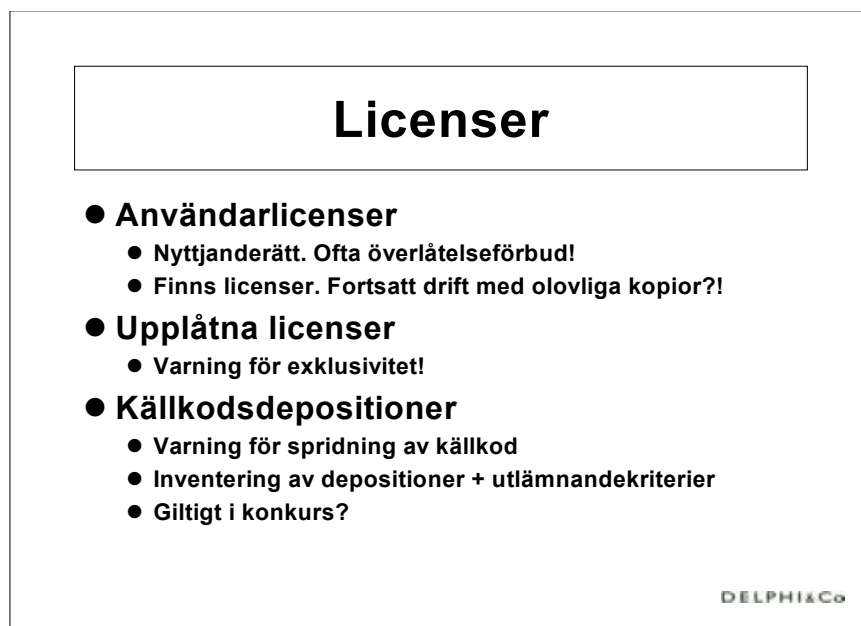 Licenser
● Användarlicenser
● Nyttjanderätt. Ofta överlåtelseförbud!
● Finns licenser. Fortsatt drift med olovliga kopior?!
● Upplåtna licenser
● Varning för exklusivitet!
● Källkodsdepositioner
● Varning för spridning av källkod
● Inventering av depositioner + utlämnandekriterier
● Giltigt i konkurs?
DELPHI&Co